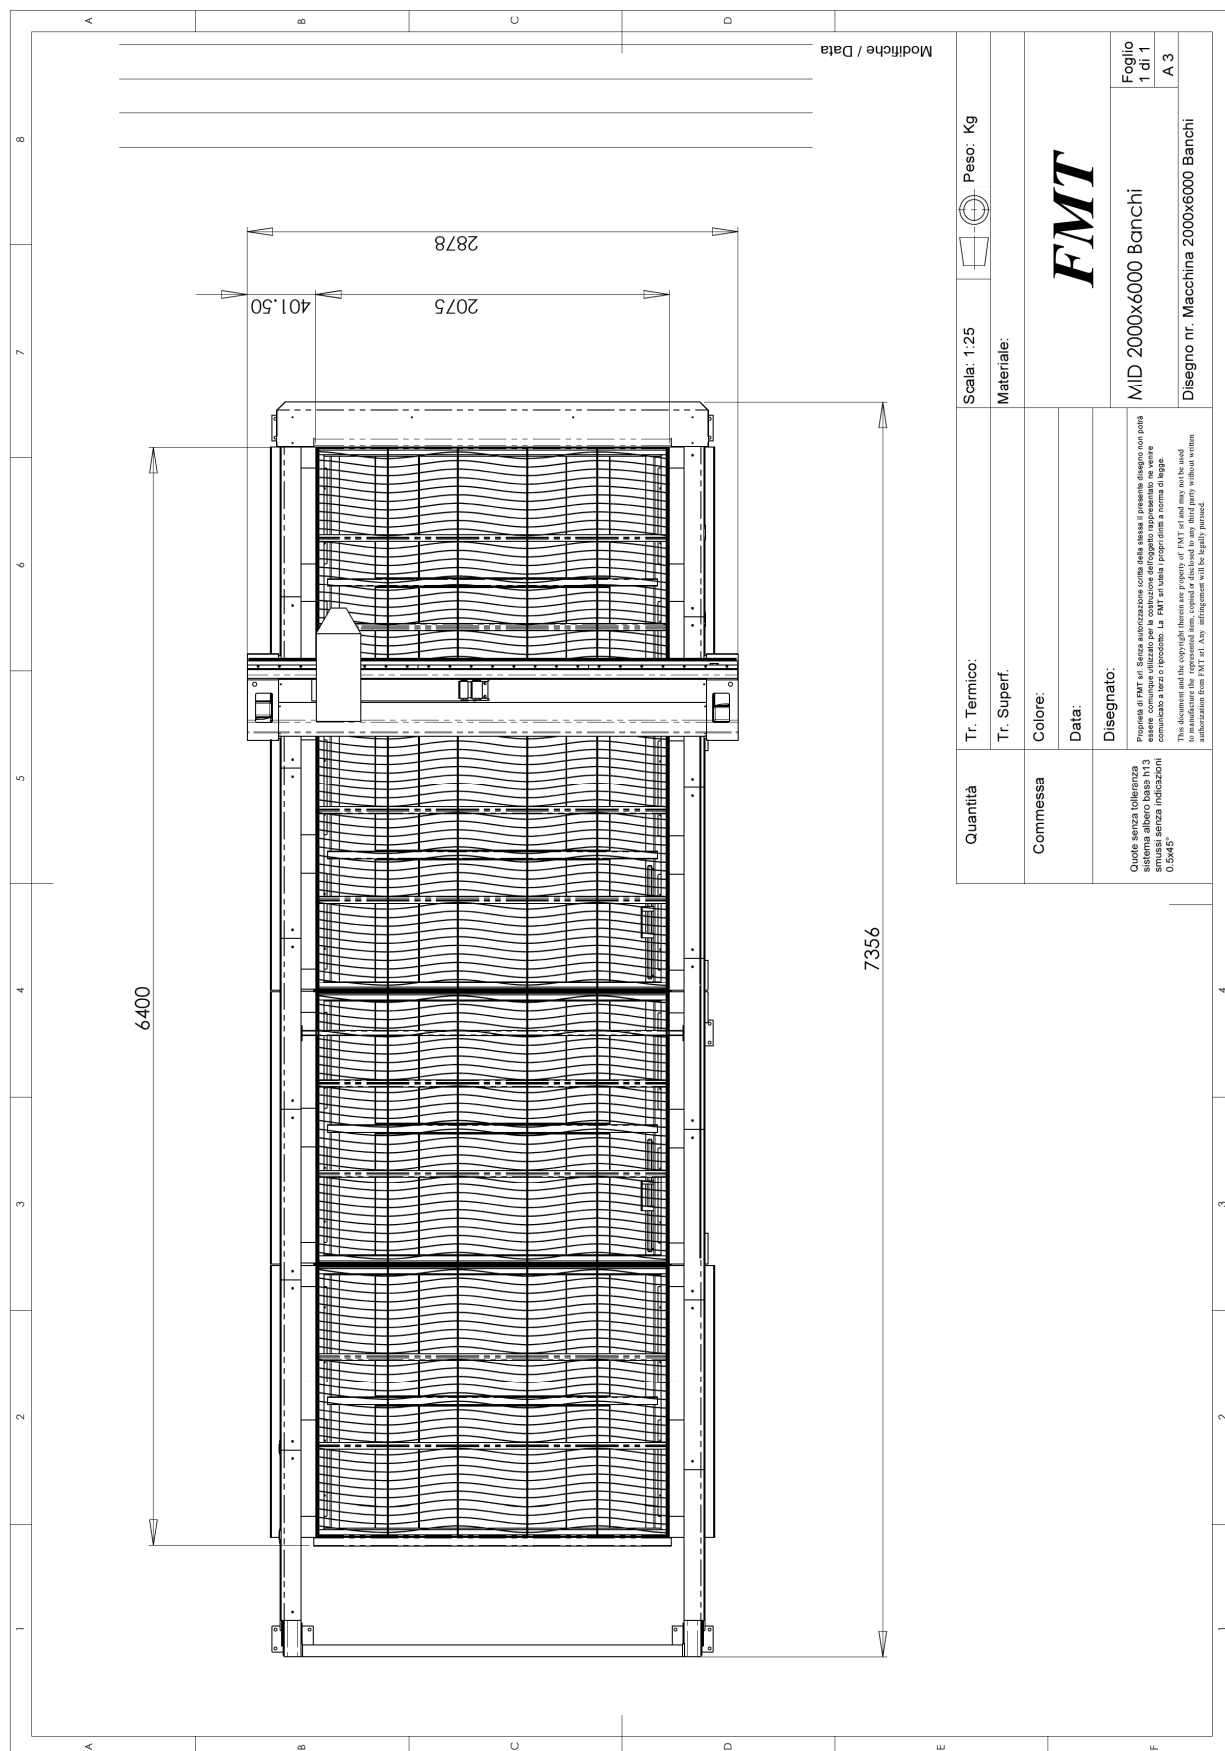 A
B
C
D
8
7
6
5
4
3
2
1
Modifiche / Data
2878
401.50
2075
6400
7356
Quantità
Commessa
Quote senza tolleranza
sistema albero base h13
smussi senza indicazioni
0.5x45°
Tr. Termico:
Tr. Superf.
Colore:
Data:
Disegnato:
Proprietà di FMT srl. Senza autorizzazione scritta della stessa il presente disegno non potrà
essere comunque utilizzato per la costruzione dell'oggetto rappresentato ne venire
comunicato a terzi o riprodotto. La FMT srl tutela i propri diritti a norma di legge.
This document and the copyright therein are property of FMT srl and may not be used
to manufacture the represented item, copied or disclosed to any third party without written
authorization from FMT srl. Any infringement will be legally pursued.
Scala: 1:25
Peso: Kg
Materiale:
FMT
MID 2000x6000 Banchi
Foglio
1 di 1
A 3
Disegno nr. Macchina 2000x6000 Banchi
4
3
2
1
A
B
C
D
E
F